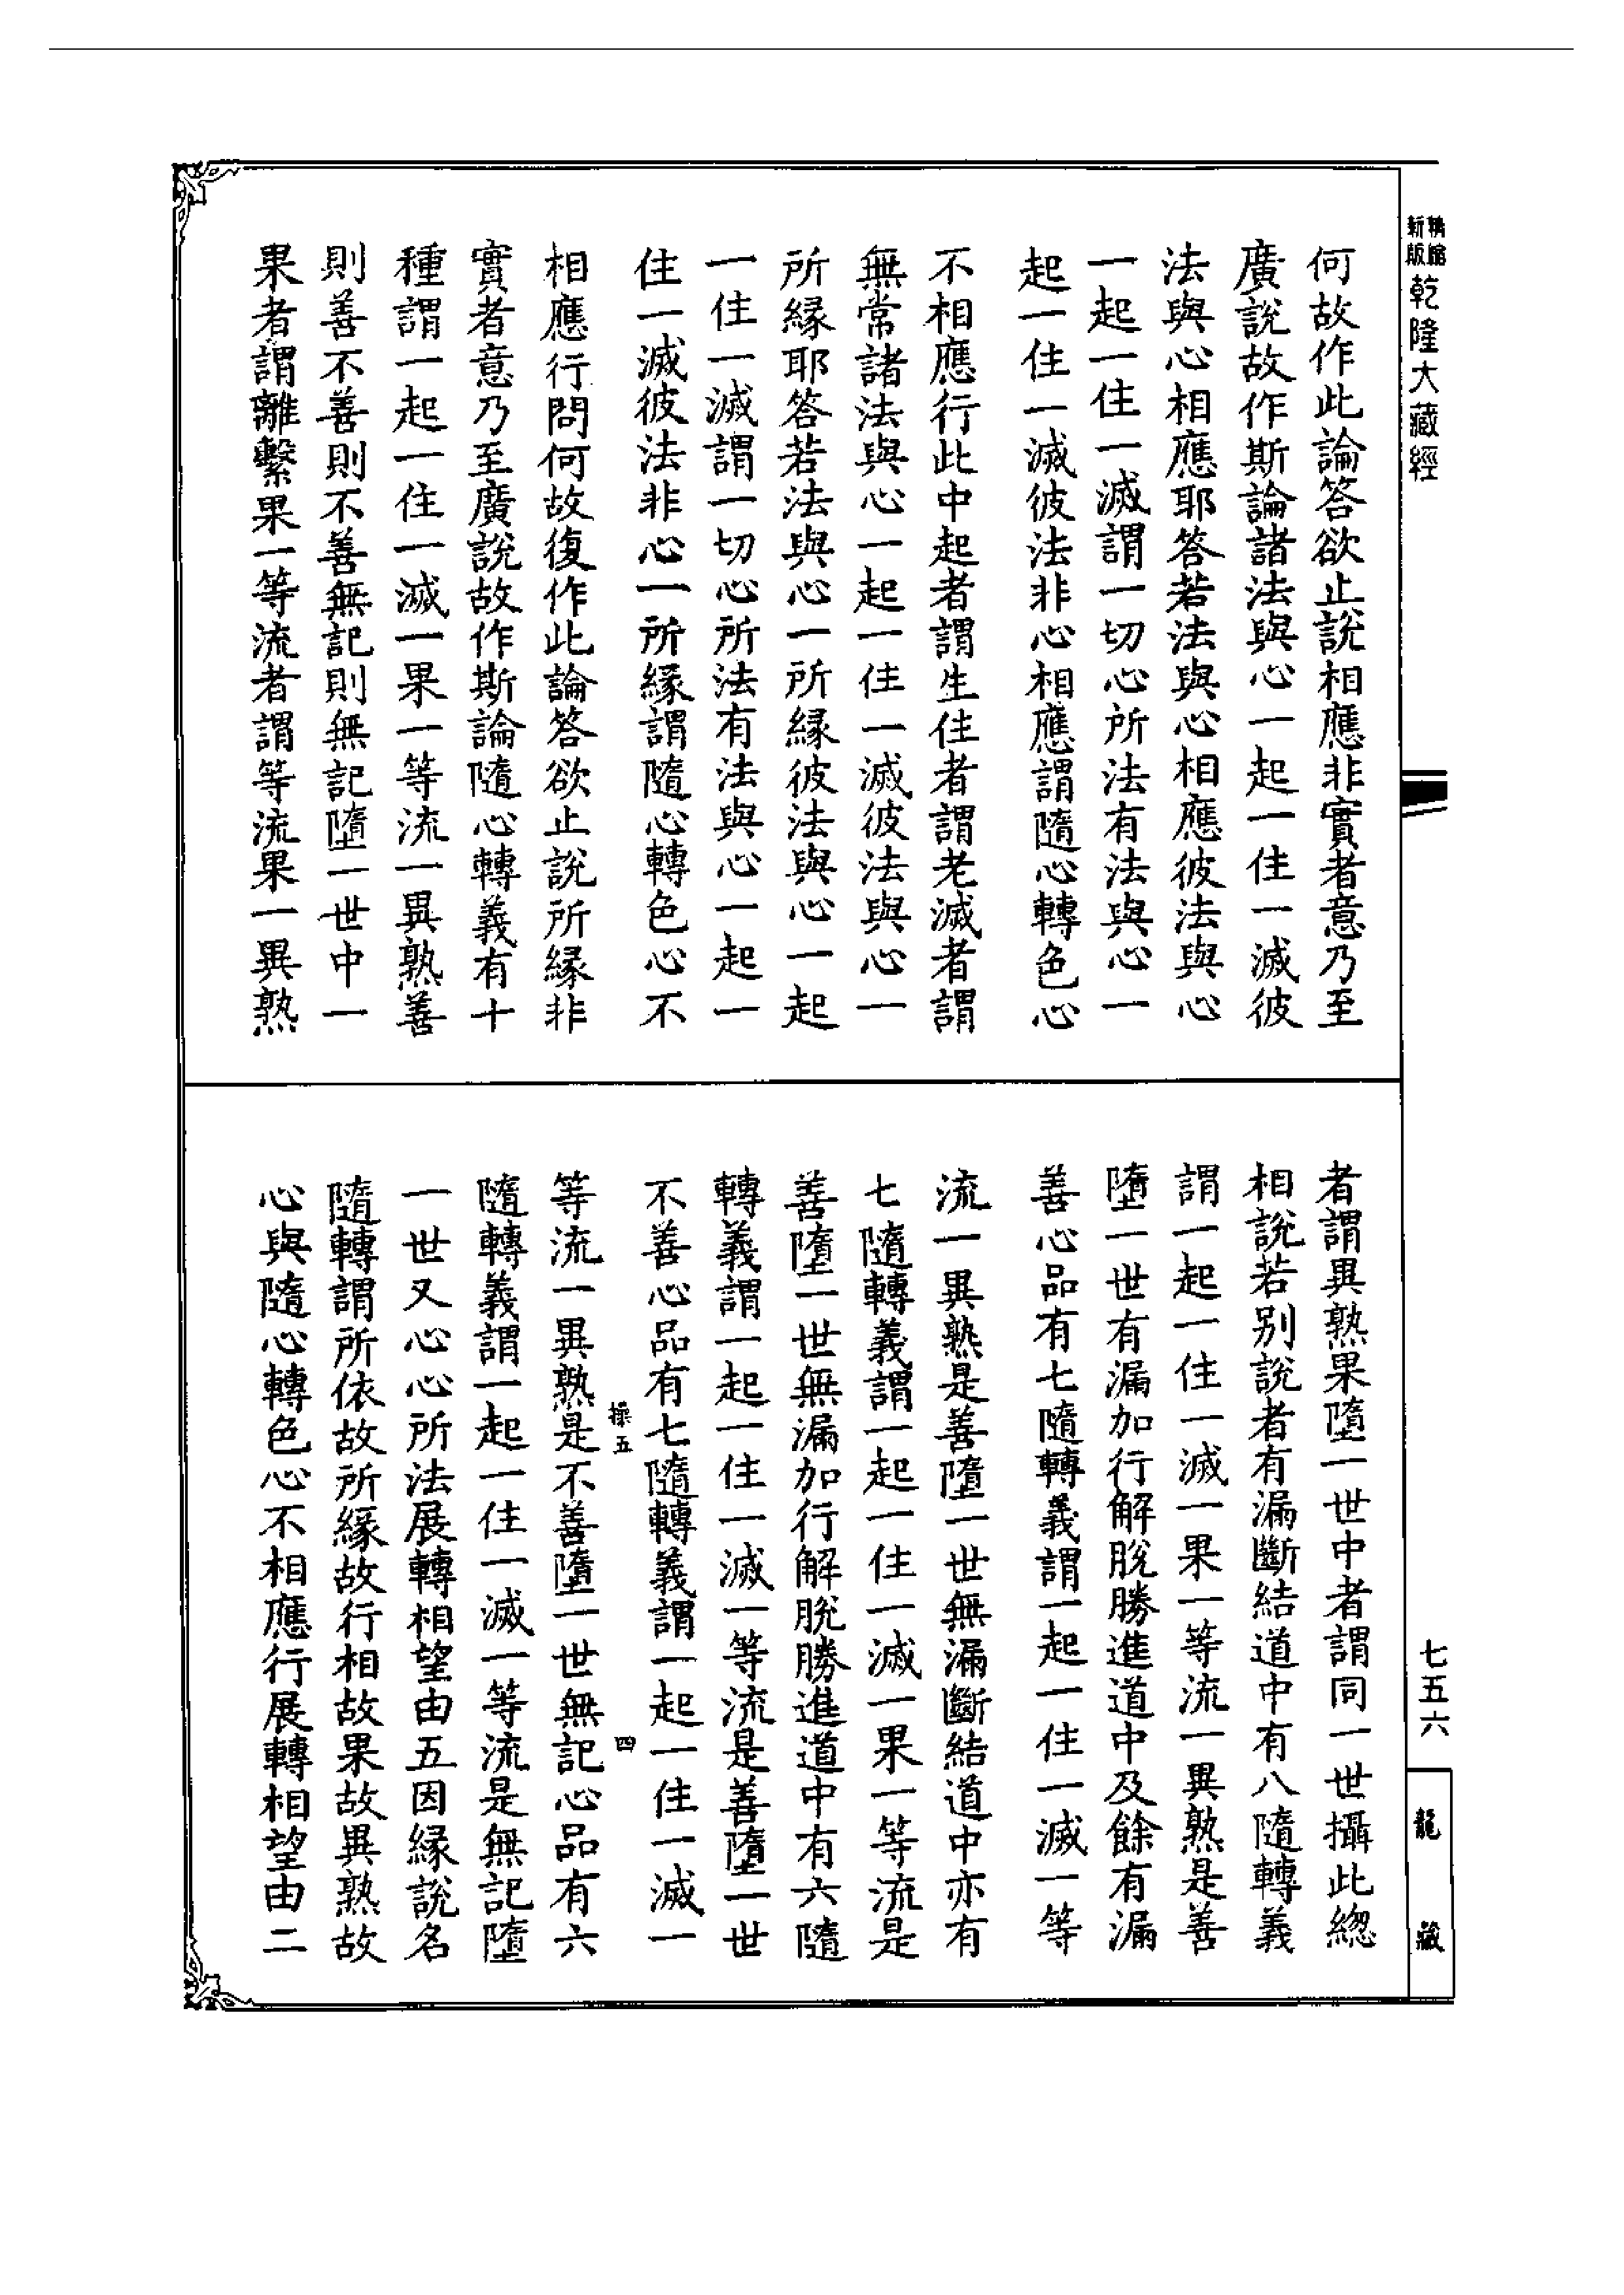 新版
精縮
乾隆大藏經
何故作此論答欲止說相應非實者意乃至
廣說故作斯論諸法與心一起一住一滅彼
法與心相應耶答若法與心相應彼法與心
一起一住一滅謂一切心所法有法與心一
起一住一滅彼法非心相應謂隨心轉色心
不相應行此中起者謂生住者謂老滅者謂
無常諸法與心一起一住一滅彼法與心一
所緣耶答若法與心一所緣彼法與心一起
一住一滅謂一切心所法有法與心一起一
住一滅彼法非心一所緣謂隨心轉色心不
相應行問何故復作此論答欲止說所緣非
實者意乃至廣說故作斯論隨心轉義有十
種謂一起一住一滅一果一等流一異熟善
則善不善則不善無記則無記墮一世中一
果者謂離繫果一等流者謂等流果一異熟
者謂異熟果墮一世中者謂同一世攝此總
相說若別說者有漏斷結道中有八隨轉義
謂一起一住一滅一果一等流一異熟是善
墮一世有漏加行解脫勝進道中及餘有漏
善心品有七隨轉義謂一起一住一滅一等
流一異熟是善墮一世無漏斷結道中亦有
七隨轉義謂一起一住一滅一果一等流是
善墮一世無漏加行解脫勝進道中有六隨
轉義謂一起一住一滅一等流是善墮一世
不善心品有七隨轉義謂一起一住一滅一
操五
四
等流一異熟是不善墮一世無記心品有六
隨轉義謂一起一住一滅一等流是無記墮
一世又心心所法展轉相望由五因緣說名
隨轉謂所依故所緣故行相故果故異熟故
心與隨心轉色心不相應行展轉相望由二
七五六
龍藏